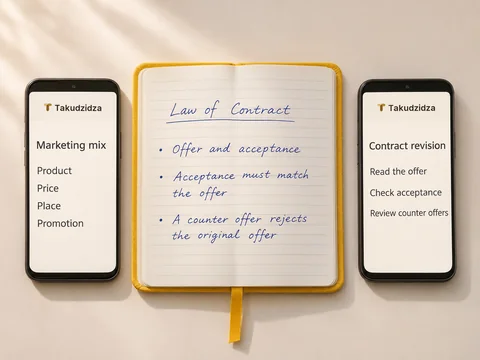 Takudzidza
Marketing mix
Product
Price
Place
Promotion
Law of Contract
• Offer and acceptance
• Acceptance must match
the offer
• A counter offer rejects
the original offer
Takudzidza
Contract revision
Read the offer
Check acceptance
Review counter offers